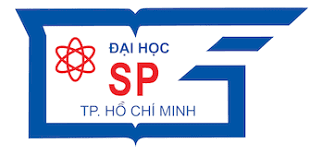 ĐẠI HỌC
SP
TP. HỒ CHÍ MINH